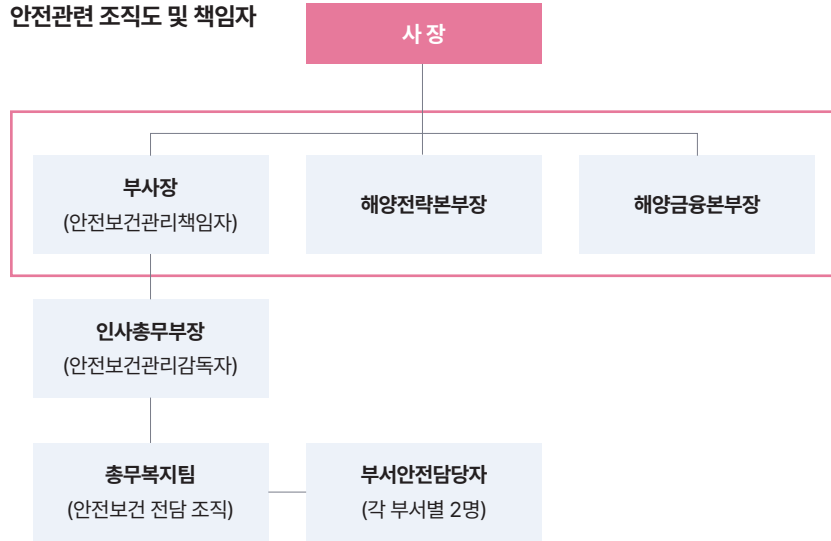 안전관련 조직도 및 책임자
사 장
부사장
(안전보건관리책임자)
해양전략본부장
해양금융본부장
인사총무부장
(안전보건관리감독자)
총무복지팀
(안전보건 전담 조직)
부서안전담당자
(각 부서별 2명)